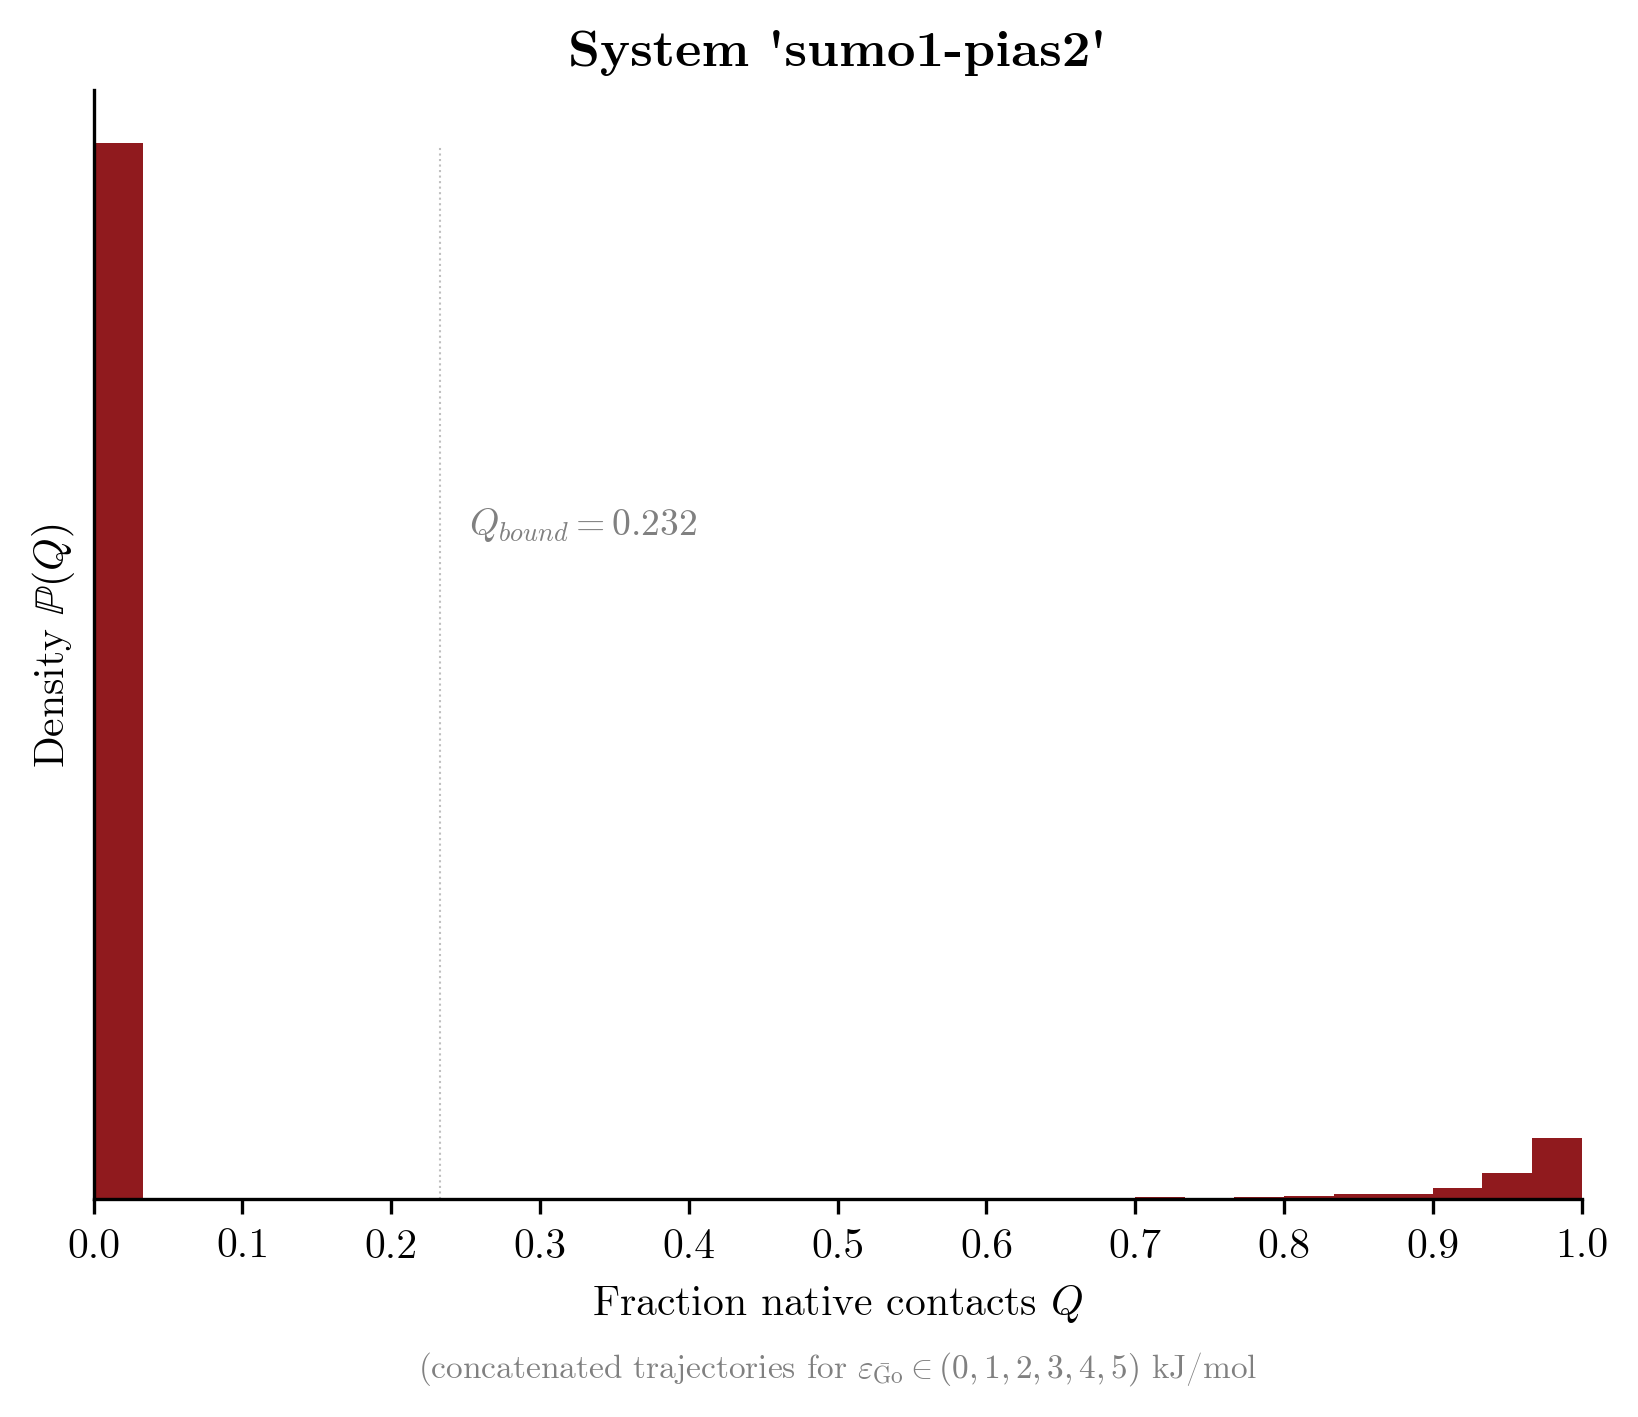 System 'sumo1-pias2'
Density ℙ(Q)
Q_bound = 0.232
0.0 0.1 0.2 0.3 0.4 0.5 0.6 0.7 0.8 0.9 1.0
Fraction native contacts Q
(concatenated trajectories for ε_Ḡo ∈ (0, 1, 2, 3, 4, 5) kJ/mol